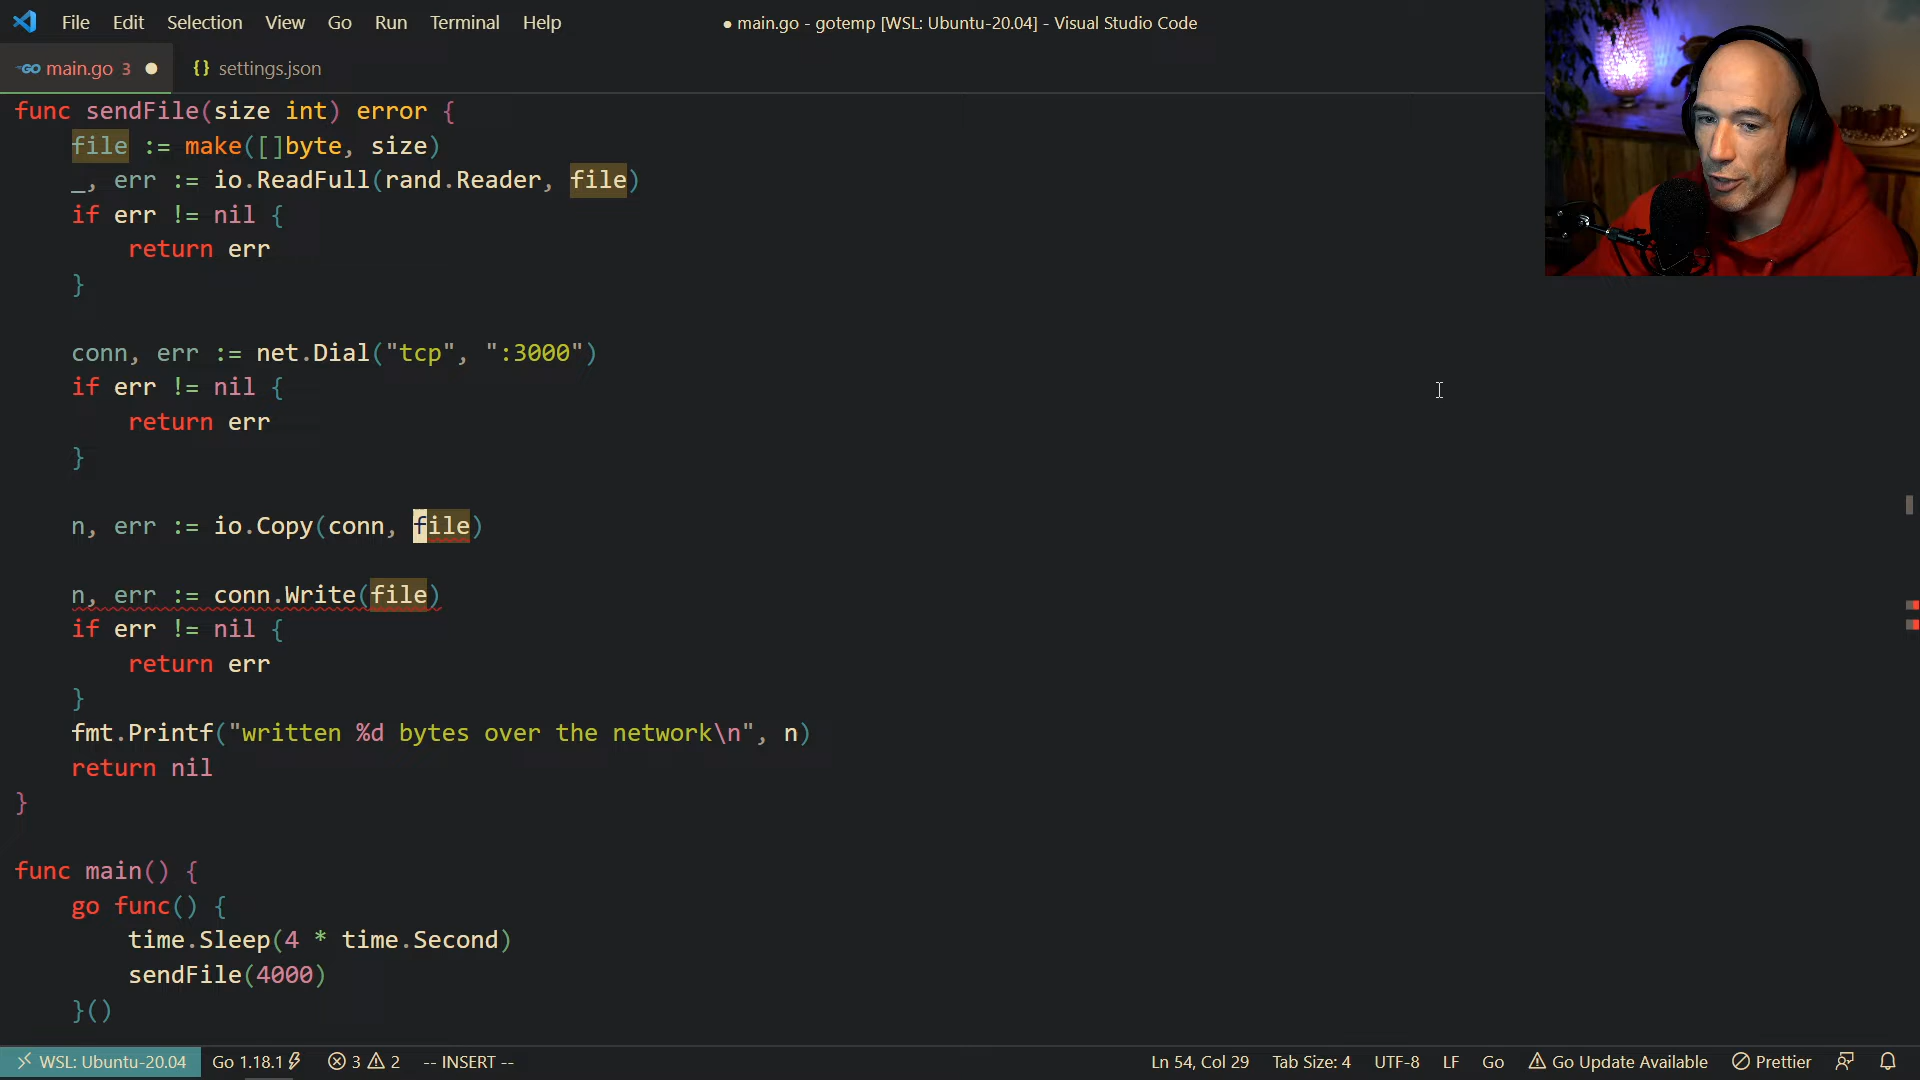 File Edit Selection View Go Run Terminal Help
● main.go - gotemp [WSL: Ubuntu-20.04] - Visual Studio Code
GO main.go 3 ● {} settings.json
func sendFile(size int) error {
    file := make([]byte, size)
    _, err := io.ReadFull(rand.Reader, file)
    if err != nil {
        return err
    }
    conn, err := net.Dial("tcp", ":3000")
    if err != nil {
        return err
    }
    n, err := io.Copy(conn, file)
    n, err := conn.Write(file)
    if err != nil {
        return err
    }
    fmt.Printf("written %d bytes over the network\n", n)
    return nil
}
func main() {
    go func() {
        time.Sleep(4 * time.Second)
        sendFile(4000)
    }()
WSL: Ubuntu-20.04 Go 1.18.1 3 2 -- INSERT -- Ln 54, Col 29 Tab Size: 4 UTF-8 LF Go Go Update Available Prettier